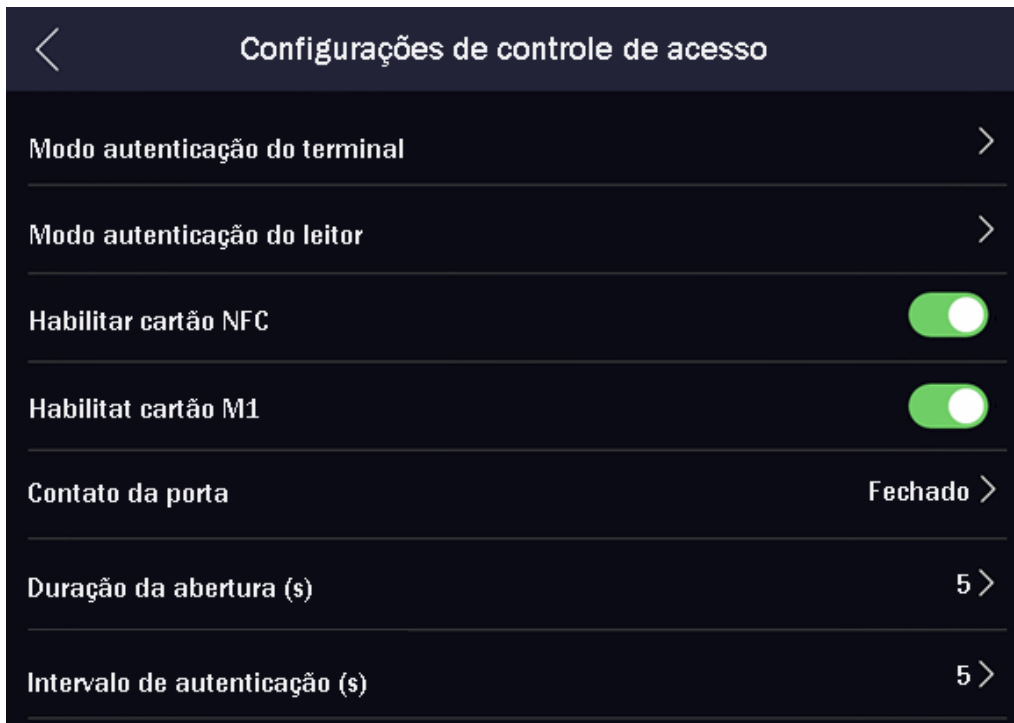 Configurações de controle de acesso
Modo autenticação do terminal
Modo autenticação do leitor
Habilitar cartão NFC
Habilitat cartão M1
Contato da porta Fechado
Duração da abertura (s) 5
Intervalo de autenticação (s) 5